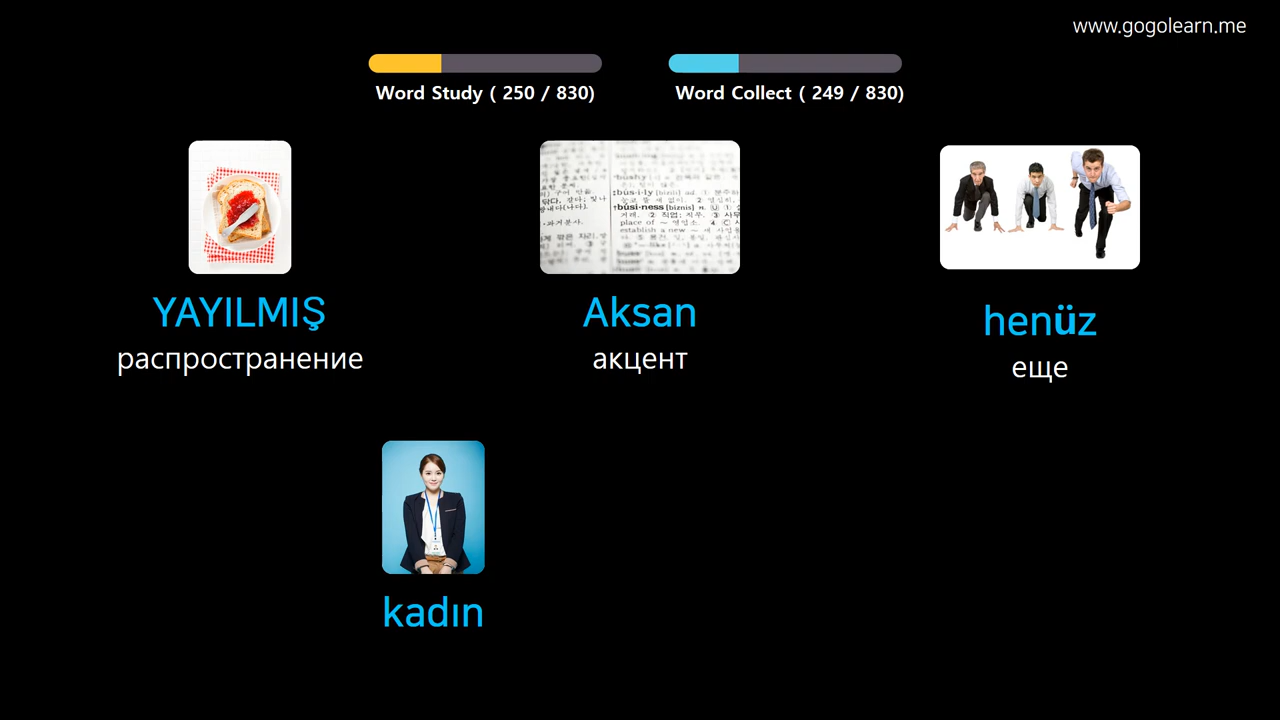 www.gogolearn.me
Word Study ( 250 / 830)
Word Collect ( 249 / 830)
YAYILMIŞ
распространение
Aksan
акцент
henüz
еще
kadın